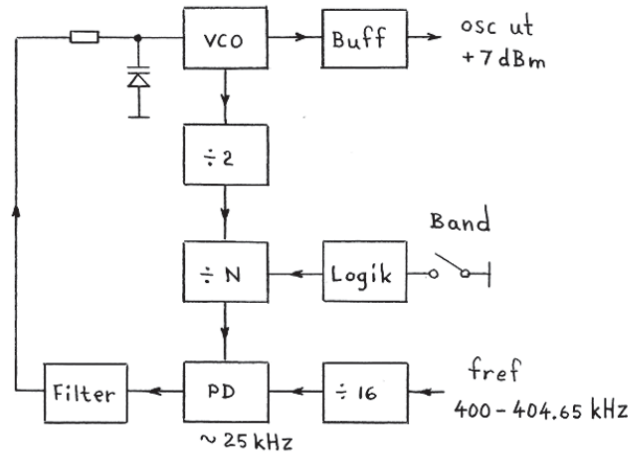 VCO
Buff
osc ut
+7 dBm
÷2
Band
÷N
Logik
Filter
PD
÷16
fref
400-404.65 kHz
~25 kHz